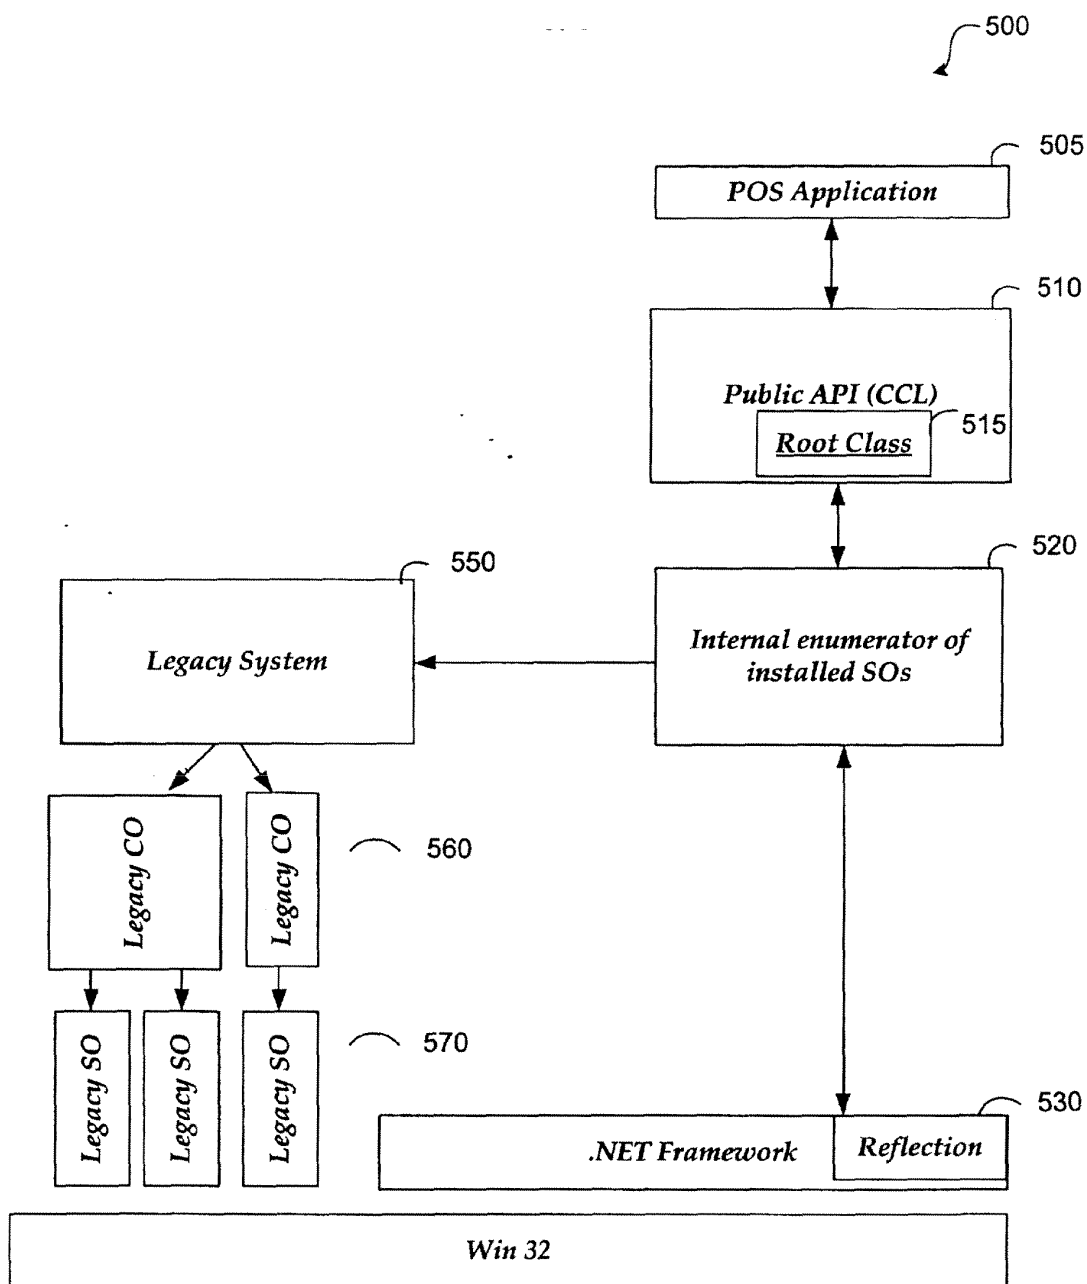 500
505
POS Application
510
Public API (CCL)
515
Root Class
520
550
Internal enumerator of
installed SOs
Legacy System
Legacy CO
Legacy CO
560
Legacy SO
Legacy SO
Legacy SO
570
530
.NET Framework
Reflection
Win 32